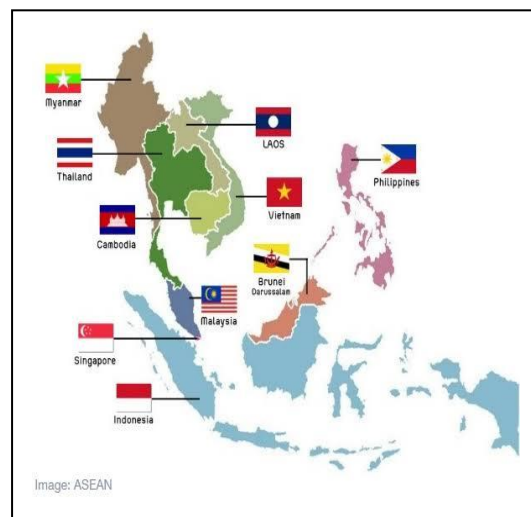 Myanmar
LAOS
Thailand
Philippines
Vietnam
Cambodia
Brunei
Darussalam
Malaysia
Singapore
Indonesia
Image: ASEAN